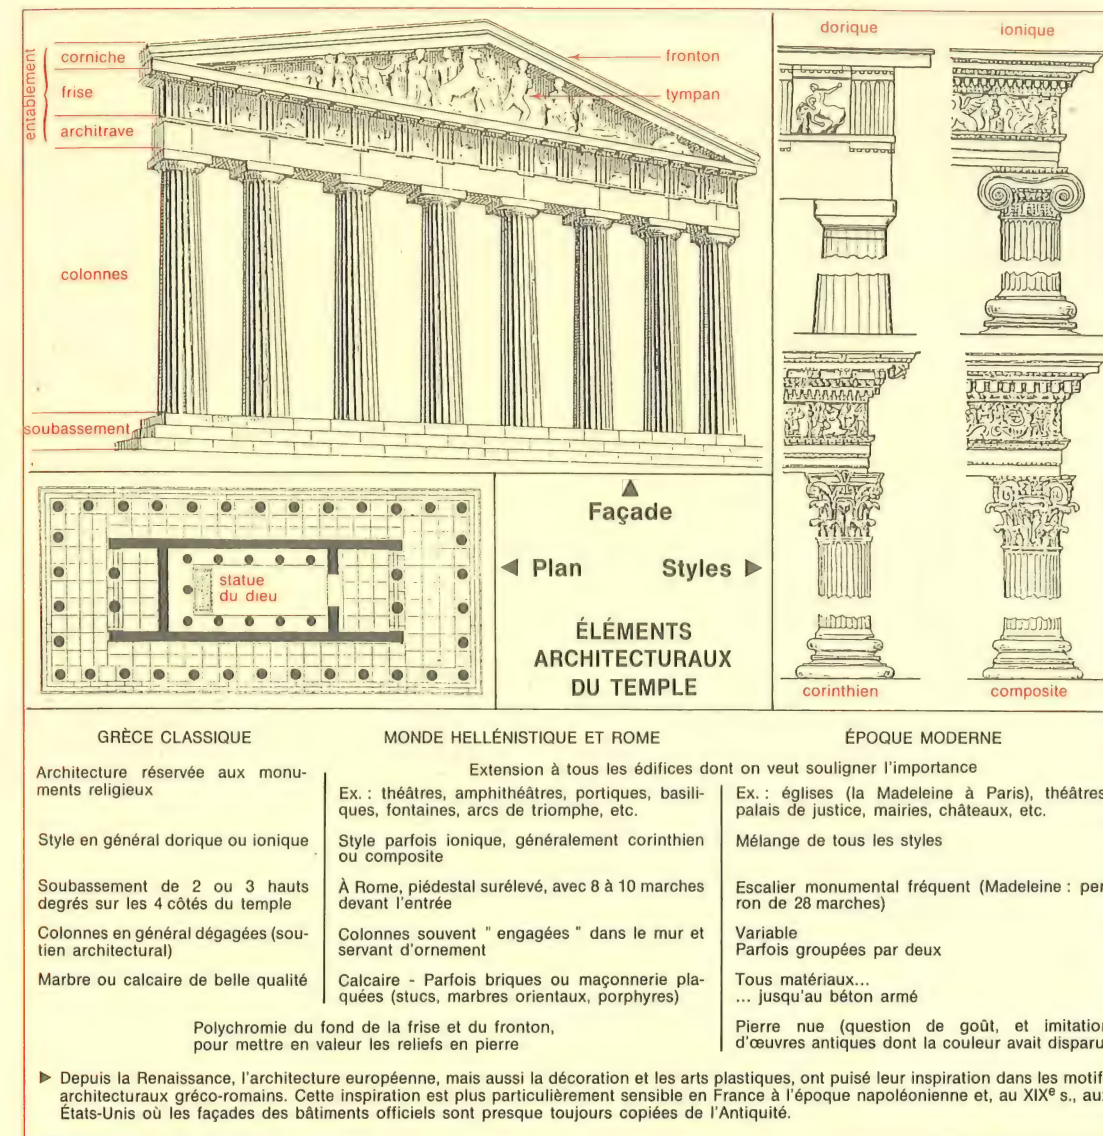 corniche
entablement
frise
architrave
colonnes
soubassement
fronton
tympan
dorique
ionique
corinthien
composite
statue
du dieu
Façade
Plan
Styles
ÉLÉMENTS
ARCHITECTURAUX
DU TEMPLE
GRÈCE CLASSIQUE
Architecture réservée aux monu-
ments religieux
Style en général dorique ou ionique
Soubassement de 2 ou 3 hauts
degrés sur les 4 côtés du temple
Colonnes en général dégagées (sou-
tien architectural)
Marbre ou calcaire de belle qualité
MONDE HELLÉNISTIQUE ET ROME
ÉPOQUE MODERNE
Extension à tous les édifices dont on veut souligner l'importance
Ex. : théâtres, amphithéâtres, portiques, basili-
ques, fontaines, arcs de triomphe, etc.
Style parfois ionique, généralement corinthien
ou composite
À Rome, piédestal surélevé, avec 8 à 10 marches
devant l'entrée
Colonnes souvent " engagées " dans le mur et
servant d'ornement
Calcaire - Parfois briques ou maçonnerie pla-
quées (stucs, marbres orientaux, porphyres)
Ex. : églises (la Madeleine à Paris), théâtres
palais de justice, mairies, châteaux, etc.
Mélange de tous les styles
Escalier monumental fréquent (Madeleine : per
ron de 28 marches)
Variable
Parfois groupées par deux
Tous matériaux...
... jusqu'au béton armé
Polychromie du fond de la frise et du fronton,
pour mettre en valeur les reliefs en pierre
Pierre nue (question de goût, et imitation
d'œuvres antiques dont la couleur avait disparu
▶ Depuis la Renaissance, l'architecture européenne, mais aussi la décoration et les arts plastiques, ont puisé leur inspiration dans les motif
architecturaux gréco-romains. Cette inspiration est plus particulièrement sensible en France à l'époque napoléonienne et, au XIXe s., aux
États-Unis où les façades des bâtiments officiels sont presque toujours copiées de l'Antiquité.